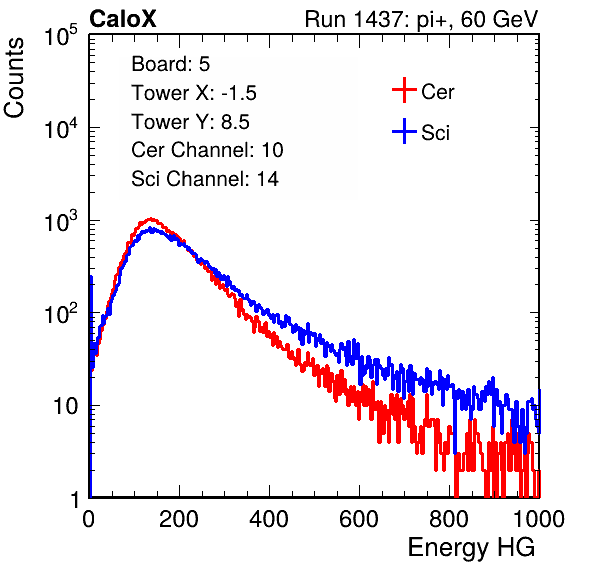 CaloX Run 1437: pi+, 60 GeV
Counts
10^5
10^4
10^3
10^2
10
1
Board: 5
Tower X: -1.5
Tower Y: 8.5
Cer Channel: 10
Sci Channel: 14
Cer
Sci
0 200 400 600 800 1000
Energy HG